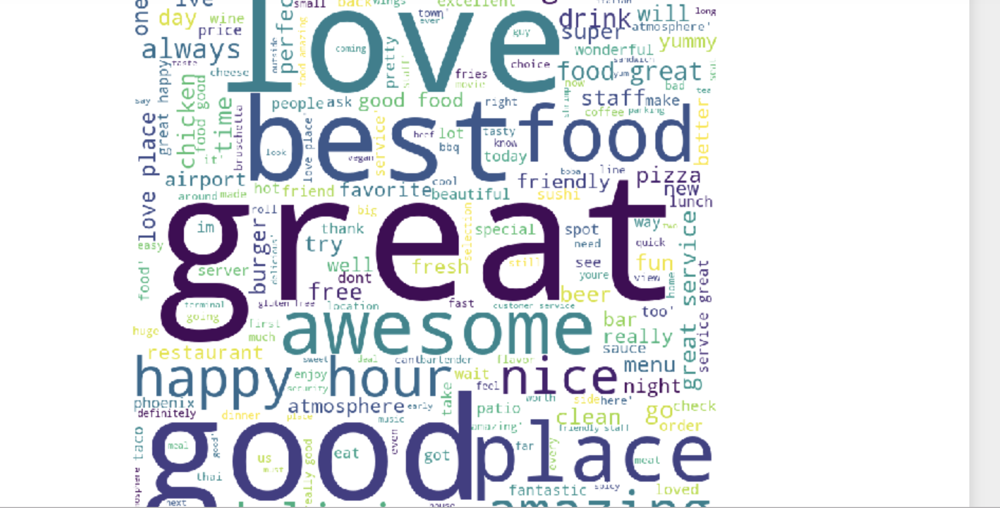 one
day
wine
price
always
taste
cheese
small
back
wings'
excellent
love
outside
perfec
food amazing
coming
pretty
staff'
town'
ever'
guy
choice
fries
movie
drink
will
long
super
atmosphere'
yummy
wonderful
sandwich
food
yum
great
seat
now
bad
tea
say
great happy
chicken
food good
time
it'
bruschetta
love place
people
ask
good food
right
shrimp
staff
make
coffee
parking
better
best
food
look
love place'
vegan
service'
beef
lot
bbq
tasty
know
today
airport
around
made
hot
friend
favorite
cool
beautiful
friendly
boba
line
sushi
pizza
new
lunch
great
im
roll
burger
delicious'
big
thank
try
well
dont
free
selection
fresh
special
still
spot
need
see
youre
beer
way
two
quick
fun
view
home
great service
service great
easy
food'
server
terminal
going
gluten free
location
fast
customer service
too'
huge
first
much
awesome
bar
really
sauce
restaurant
sweet
deal
cant
bartender
flavor
happy hour
enjoy
security
wait
feel
nice
menu
night
phoenix
definitely
dinner
plate
atmosphere
early
music
take
patio
worth
side
here'
clean
go
check
order
amazing'
friendly staff
taco
good
meal
good'
us
must
really good
eat
even
got
place
far
every
meat
thai
fantastic
spicy
loved
next
amazing